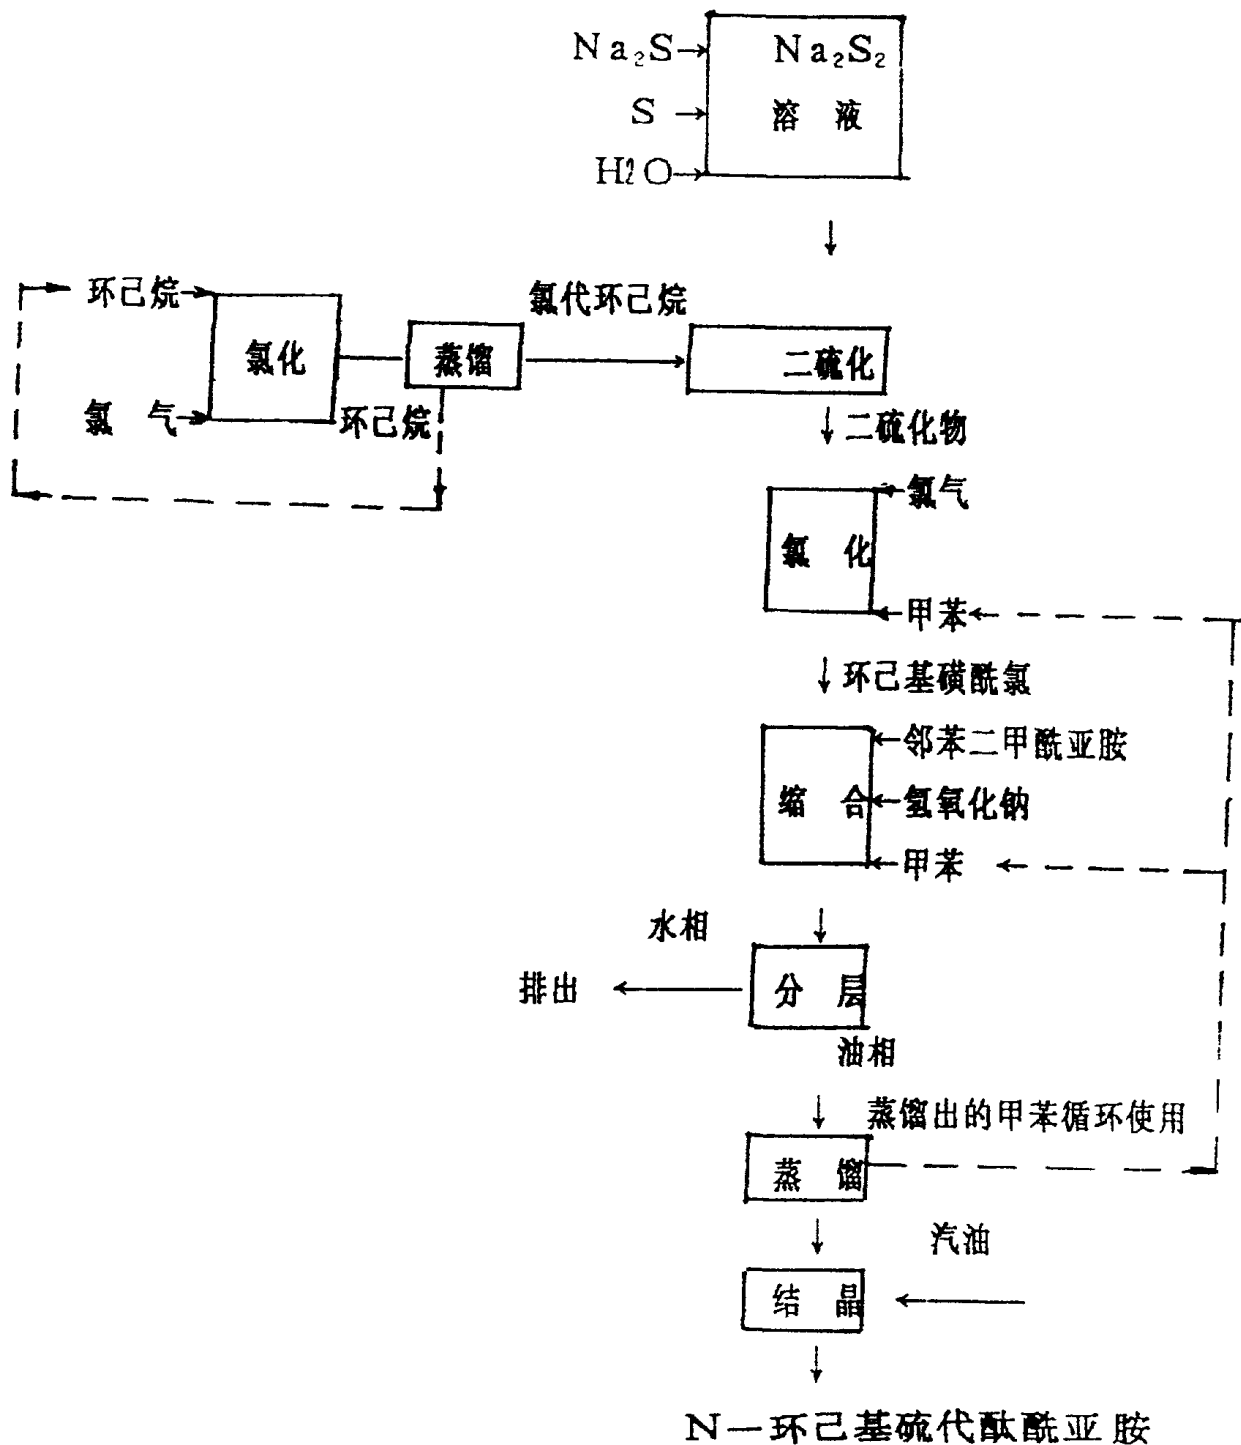 Na₂S→ Na₂S₂
S→ 溶 液
H2O→
↓
环己烷→ 氯代环己烷
氯化 蒸馏 二硫化
氯 气→ 环己烷 ↓二硫化物
←氯气
氯 化
←甲苯←
↓环己基磺酰氯
←邻苯二甲酰亚胺
缩 合←氢氧化钠
←甲苯 ←
水相 ↓
排出 ← 分 层
油相
↓ 蒸馏出的甲苯循环使用
蒸 馏
↓ 汽油
结 晶 ←
↓
N—环己基硫代酞酰亚胺